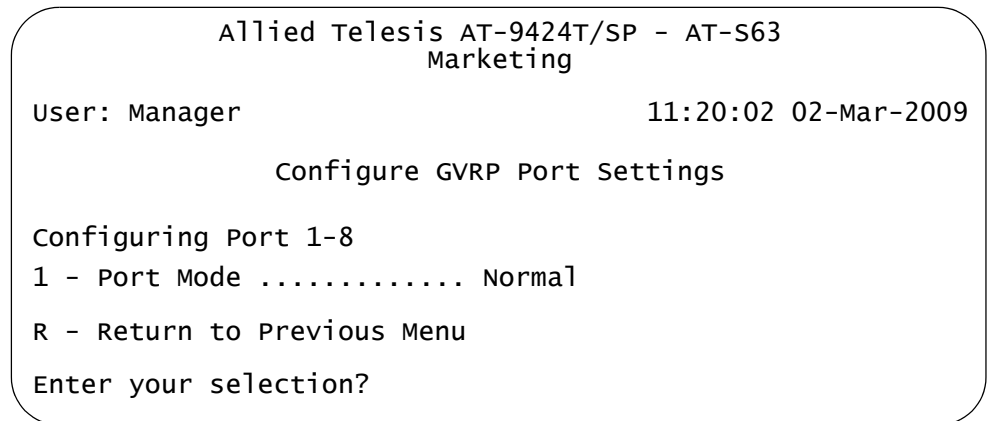 Allied Telesis AT-9424T/SP - AT-S63
Marketing
User: Manager 11:20:02 02-Mar-2009
Configure GVRP Port Settings
Configuring Port 1-8
1 - Port Mode ............. Normal
R - Return to Previous Menu
Enter your selection?